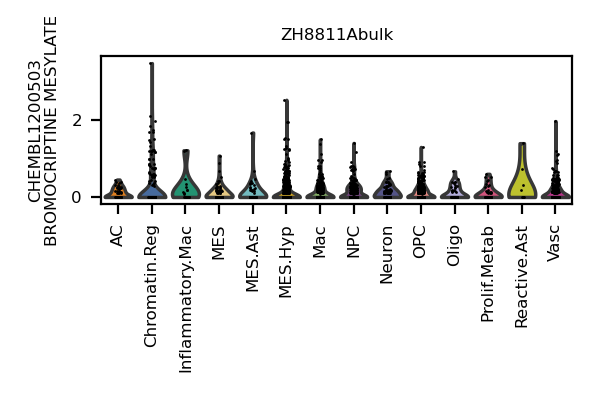 ZH8811Abulk
CHEMBL1200503
BROMOCRIPTINE MESYLATE
2
0
AC
Chromatin.Reg
Inflammatory.Mac
MES
MES.Ast
MES.Hyp
Mac
NPC
Neuron
OPC
Oligo
Prolif.Metab
Reactive.Ast
Vasc